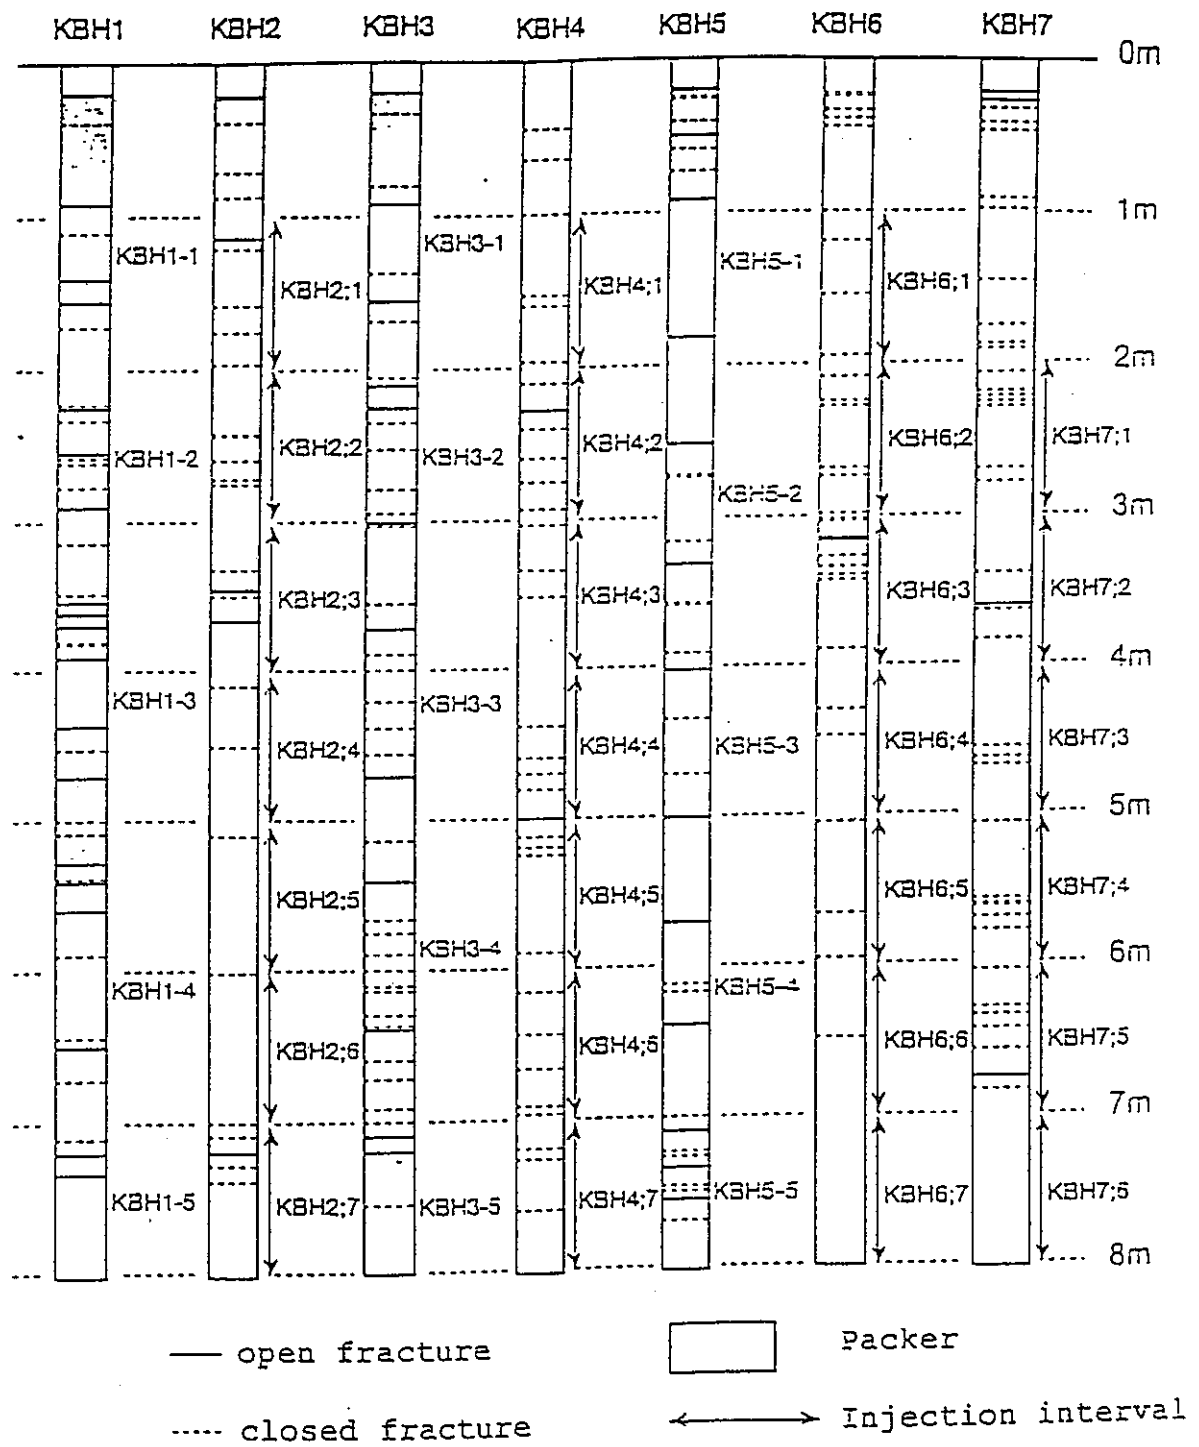 KBH1 KBH2 KBH3 KBH4 KBH5 KBH6 KBH7
0m
1m
KBH1-1 KBH2;1 KBH3-1 KBH4;1 KBH5-1 KBH6;1
2m
KBH1-2 KBH2;2 KBH3-2 KBH4;2 KBH5-2 KBH6;2 KBH7;1
3m
KBH2;3 KBH4;3 KBH6;3 KBH7;2
4m
KBH1-3 KBH2;4 KBH3-3 KBH4;4 KBH5-3 KBH6;4 KBH7;3
5m
KBH2;5 KBH3-4 KBH4;5 KBH6;5 KBH7;4
6m
KBH1-4 KBH2;6 KBH4;6 KBH5-4 KBH6;6 KBH7;5
7m
KBH1-5 KBH2;7 KBH3-5 KBH4;7 KBH5-5 KBH6;7 KBH7;6
8m
open fracture Packer
closed fracture Injection interval